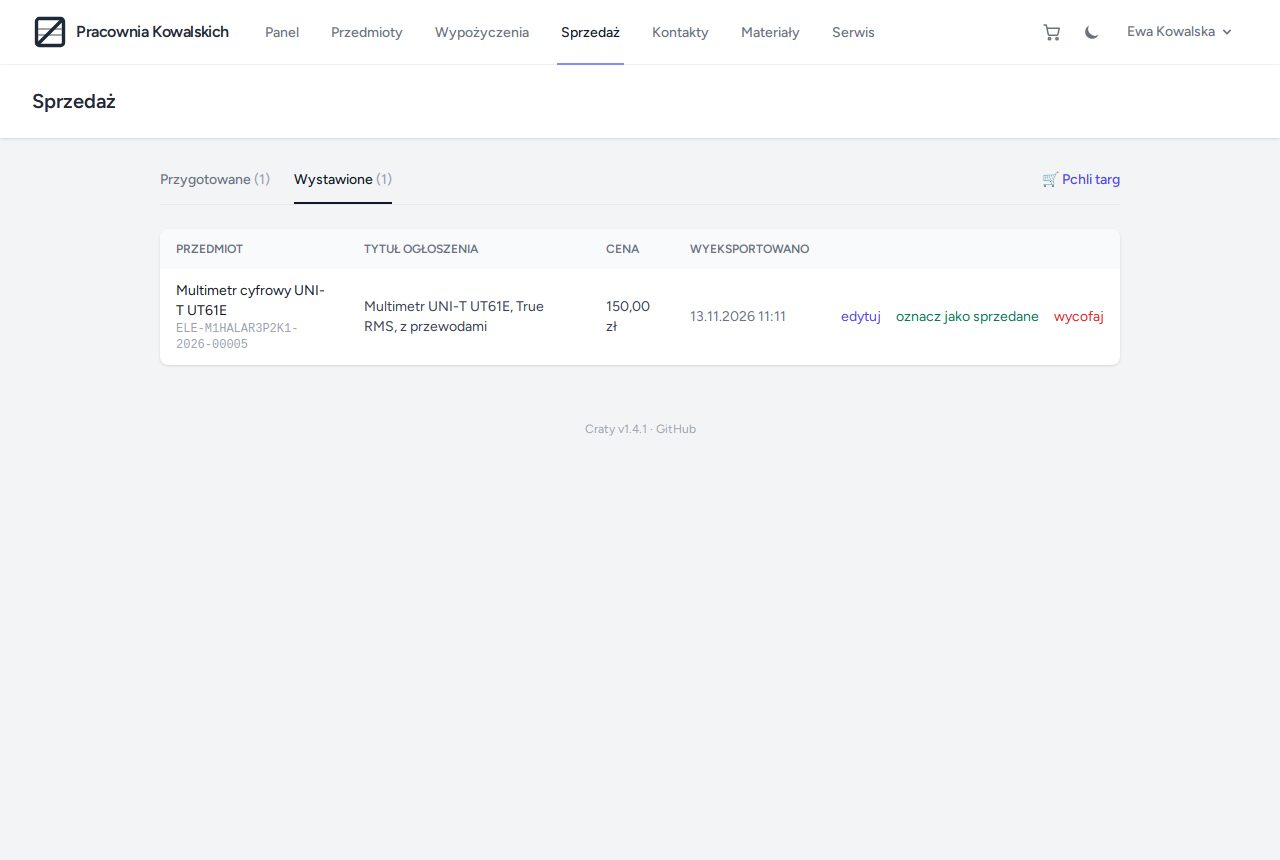 Pracownia Kowalskich
Panel
Przedmioty
Wypożyczenia
Sprzedaż
Kontakty
Materiały
Serwis
Ewa Kowalska
Sprzedaż
Przygotowane (1)
Wystawione (1)
🛒 Pchli targ
PRZEDMIOT
TYTUŁ OGŁOSZENIA
CENA
WYEKSPORTOWANO
Multimetr cyfrowy UNI-
T UT61E
ELE-M1HALAR3P2K1-
2026-00005
Multimetr UNI-T UT61E, True
RMS, z przewodami
150,00
zł
13.11.2026 11:11
edytuj
oznacz jako sprzedane
wycofaj
Craty v1.4.1 · GitHub